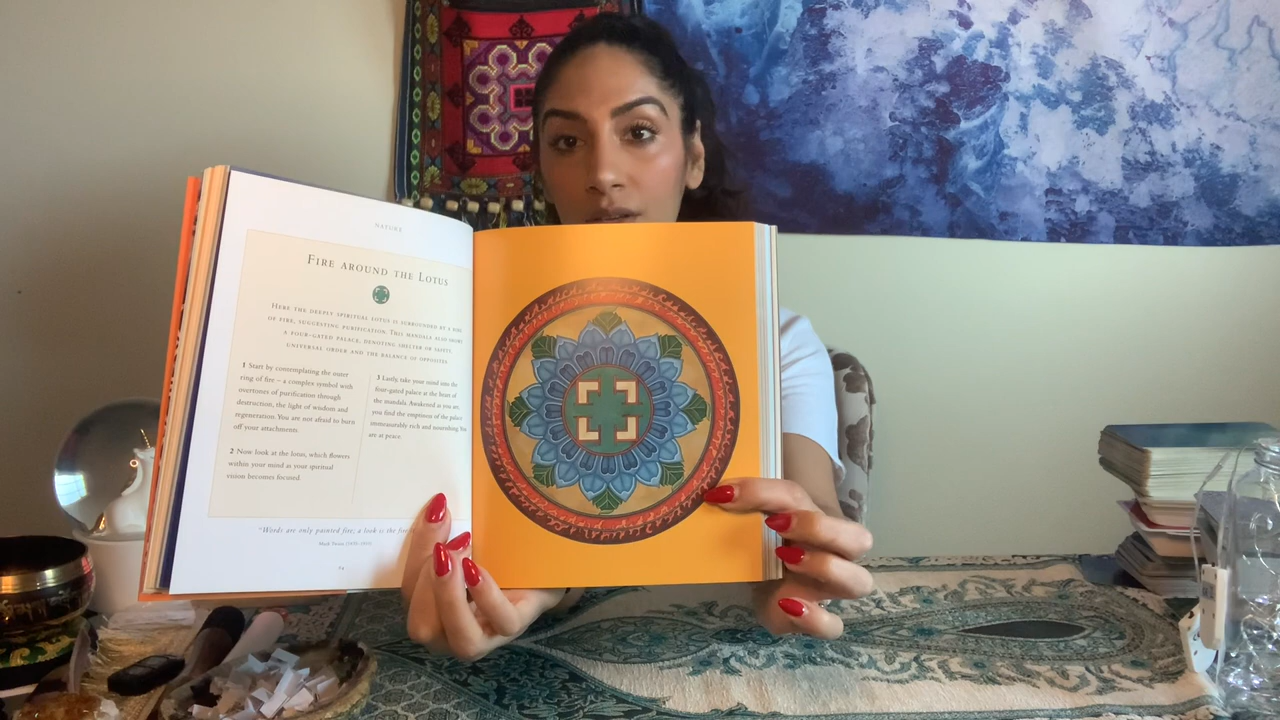 NATURE
FIRE AROUND THE LOTUS
HERE THE DEEPLY SPIRITUAL LOTUS IS SURROUNDED BY A RING
OF FIRE, SUGGESTING PURIFICATION. THIS MANDALA ALSO SHOWS
A FOUR-GATED PALACE, DENOTING SHELTER OR SAFETY,
UNIVERSAL ORDER AND THE BALANCE OF OPPOSITES.
1 Start by contemplating the outer
ring of fire – a complex symbol with
overtones of purification through
destruction, the light of wisdom and
regeneration. You are not afraid to burn
off your attachments.
2 Now look at the lotus, which flowers
within your mind as your spiritual
vision becomes focused.
3 Lastly, take your mind into the
four-gated palace at the heart of
the mandala. Awakened as you are,
you find the emptiness of the palace
immeasurably rich and nourishing. You
are at peace.
"Words are only painted fire; a look is the fire
Mark Twain